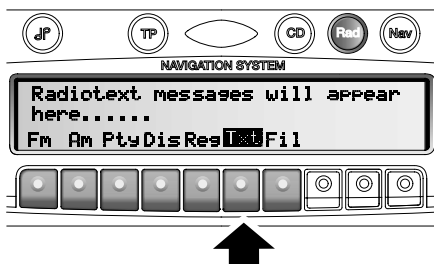 TP CD Rad Nav
NAVIGATION SYSTEM
Radiotext messages will appear
here......
Fm Am Pty Dis Reg Txt Fil